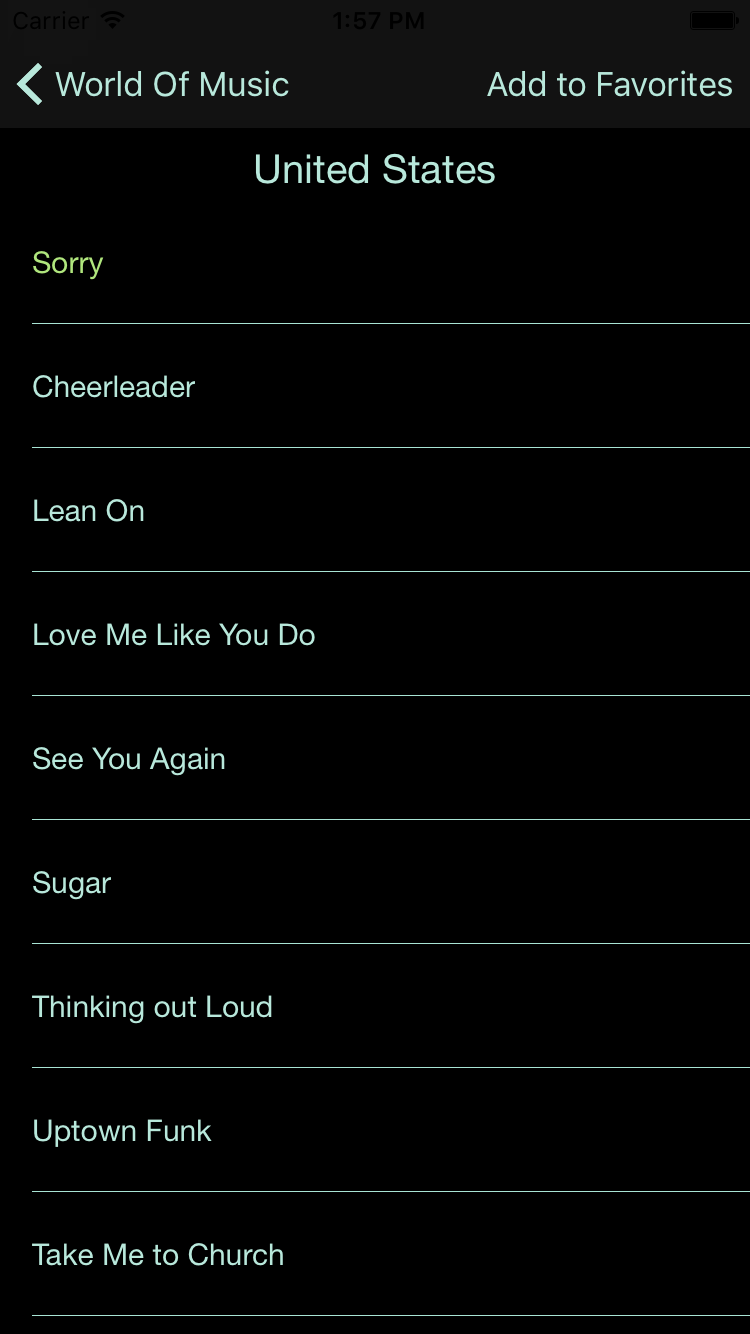 Carrier 1:57 PM
World Of Music Add to Favorites
United States
Sorry
Cheerleader
Lean On
Love Me Like You Do
See You Again
Sugar
Thinking out Loud
Uptown Funk
Take Me to Church